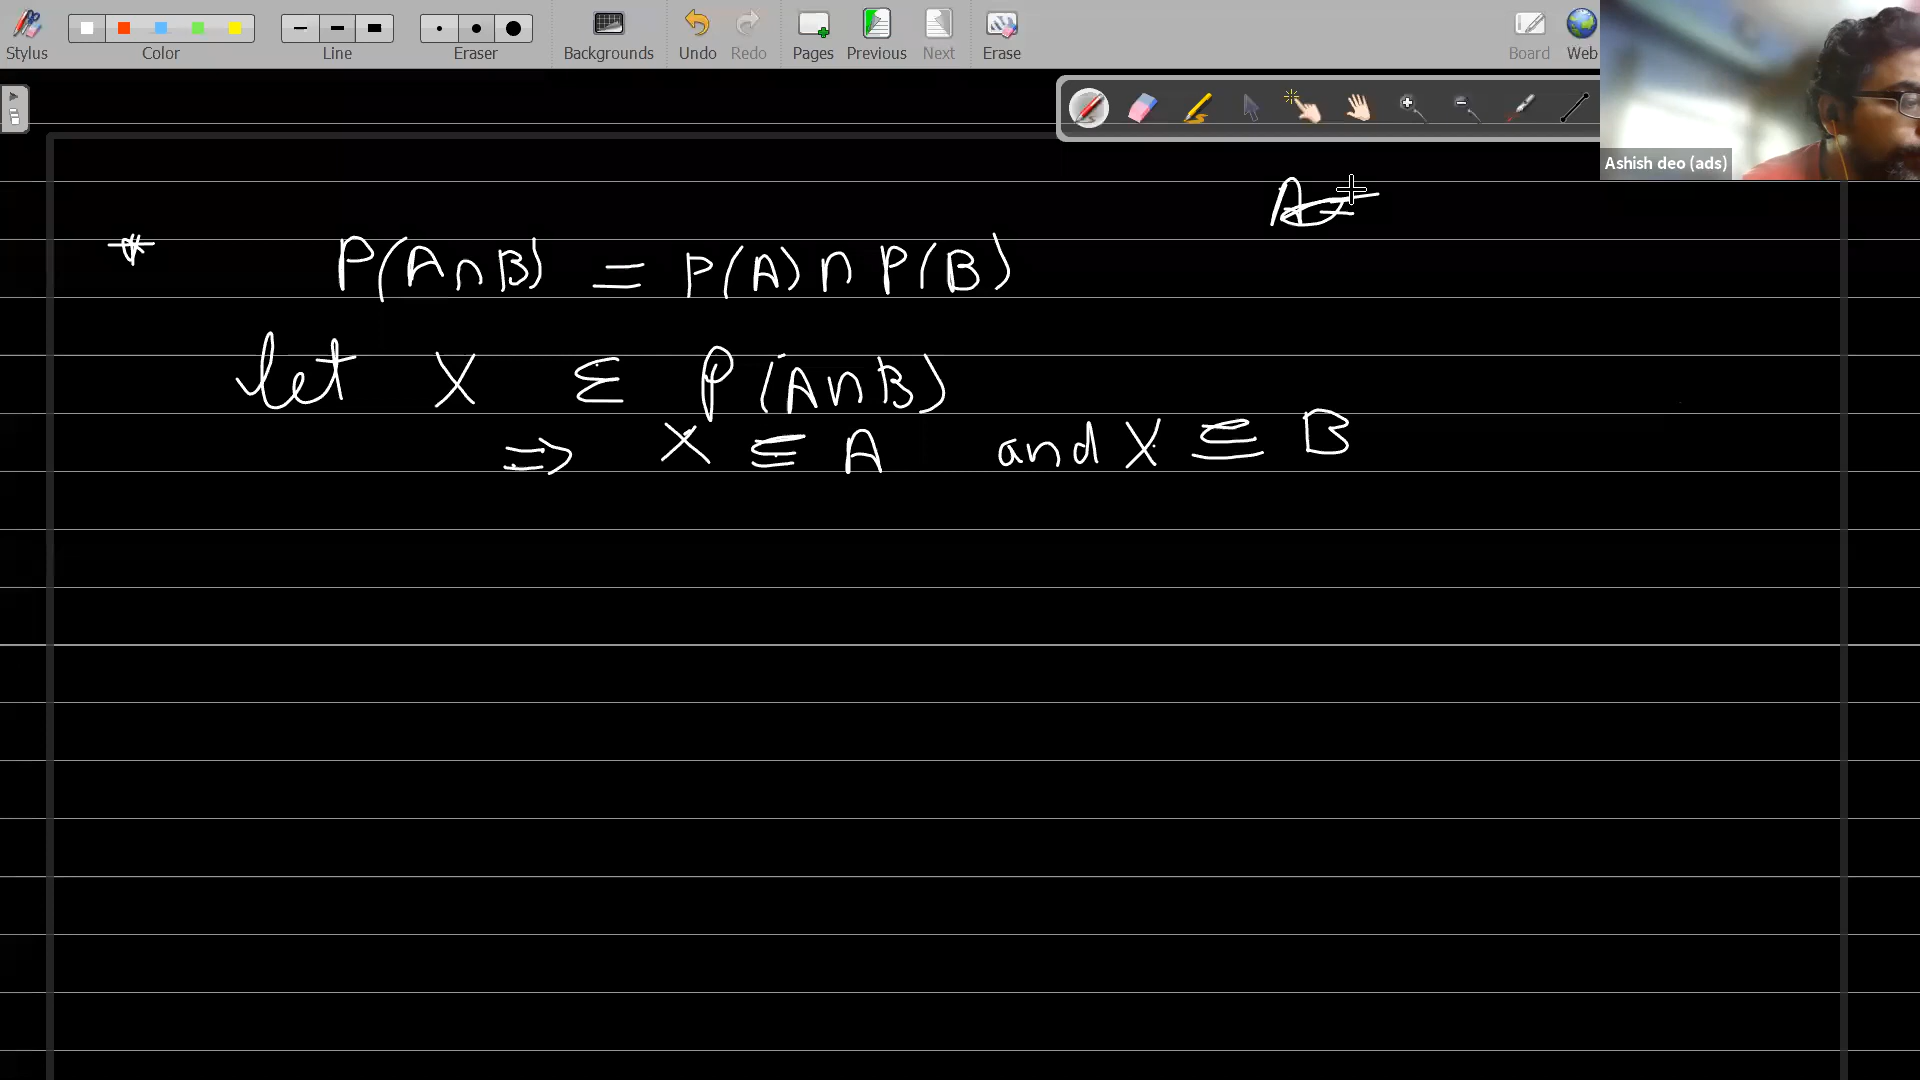 Stylus Color Line Eraser Backgrounds Undo Redo Pages Previous Next Erase Board Web
Ashish deo (ads)
A=
* P(A∩B) = P(A)∩P(B)
let X ∈ P(A∩B)
⇒ X ⊆ A and X ⊆ B